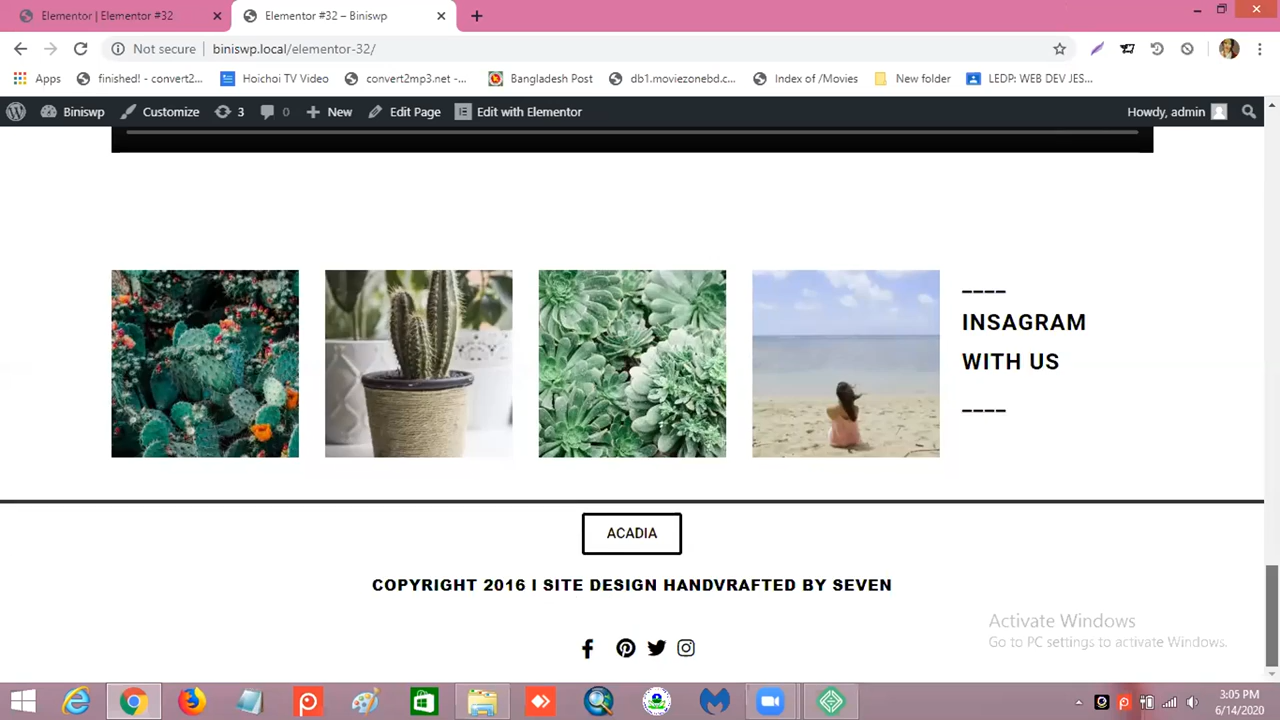 Elementor | Elementor #32
Elementor #32 – Biniswp
Not secure
biniswp.local/elementor-32/
Apps
finished! - convert2...
Hoichoi TV Video
convert2mp3.net -...
Bangladesh Post
db1.moviezonebd.c...
Index of /Movies
New folder
LEDP: WEB DEV JES...
Biniswp
Customize
3
0
New
Edit Page
Edit with Elementor
Howdy, admin
INSAGRAM
WITH US
ACADIA
COPYRIGHT 2016 I SITE DESIGN HANDVRAFTED BY SEVEN
Activate Windows
Go to PC settings to activate Windows.
3:05 PM
6/14/2020